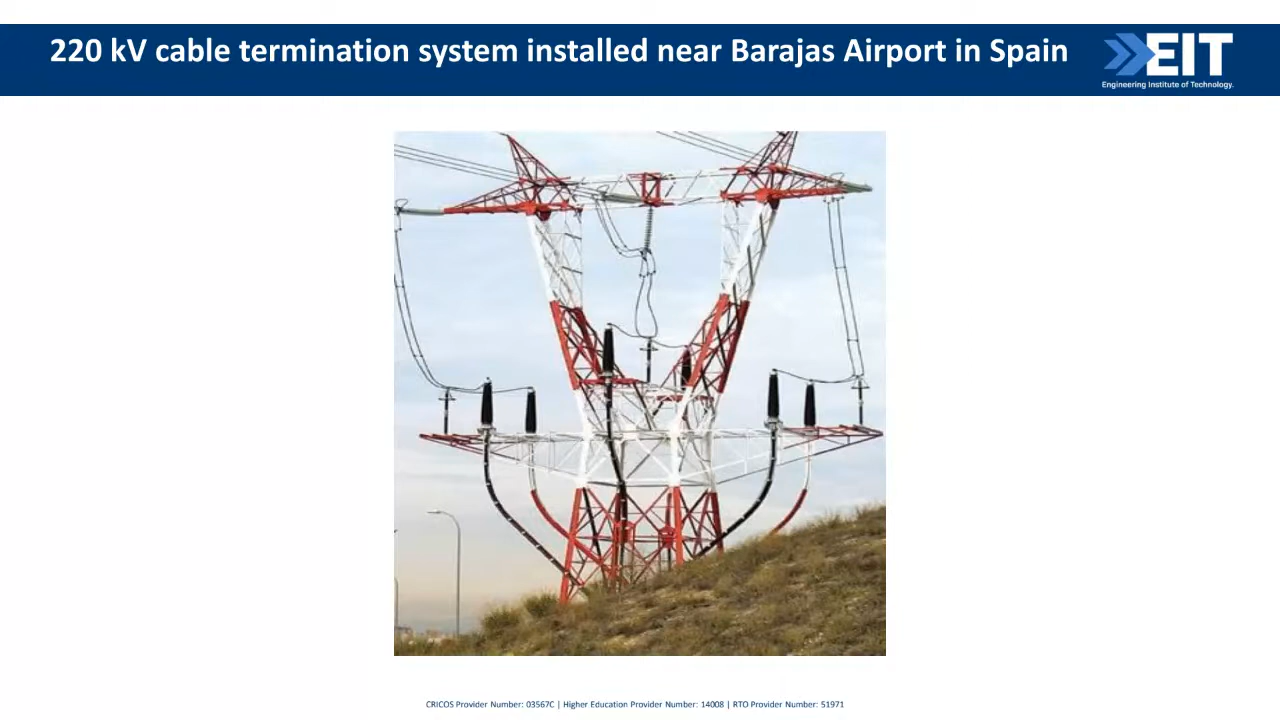 220 kV cable termination system installed near Barajas Airport in Spain
EIT
Engineering Institute of Technology.
CRICOS Provider Number: 03567C | Higher Education Provider Number: 14008 | RTO Provider Number: 51971